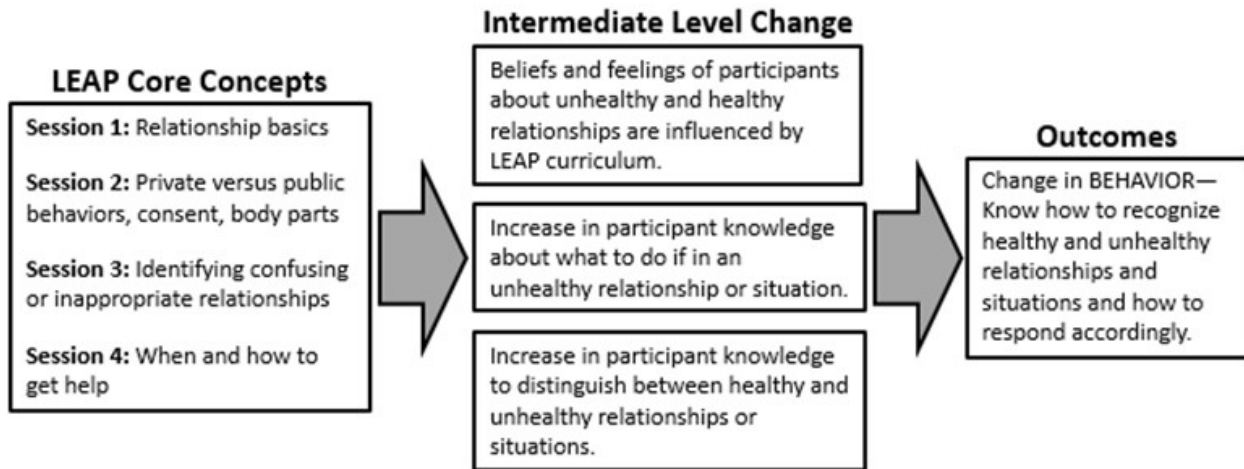 LEAP Core Concepts
Session 1: Relationship basics
Session 2: Private versus public
behaviors, consent, body parts
Session 3: Identifying confusing
or inappropriate relationships
Session 4: When and how to
get help
Intermediate Level Change
Beliefs and feelings of participants
about unhealthy and healthy
relationships are influenced by
LEAP curriculum.
Increase in participant knowledge
about what to do if in an
unhealthy relationship or situation.
Increase in participant knowledge
to distinguish between healthy and
unhealthy relationships or
situations.
Outcomes
Change in BEHAVIOR—
Know how to recognize
healthy and unhealthy
relationships and
situations and how to
respond accordingly.